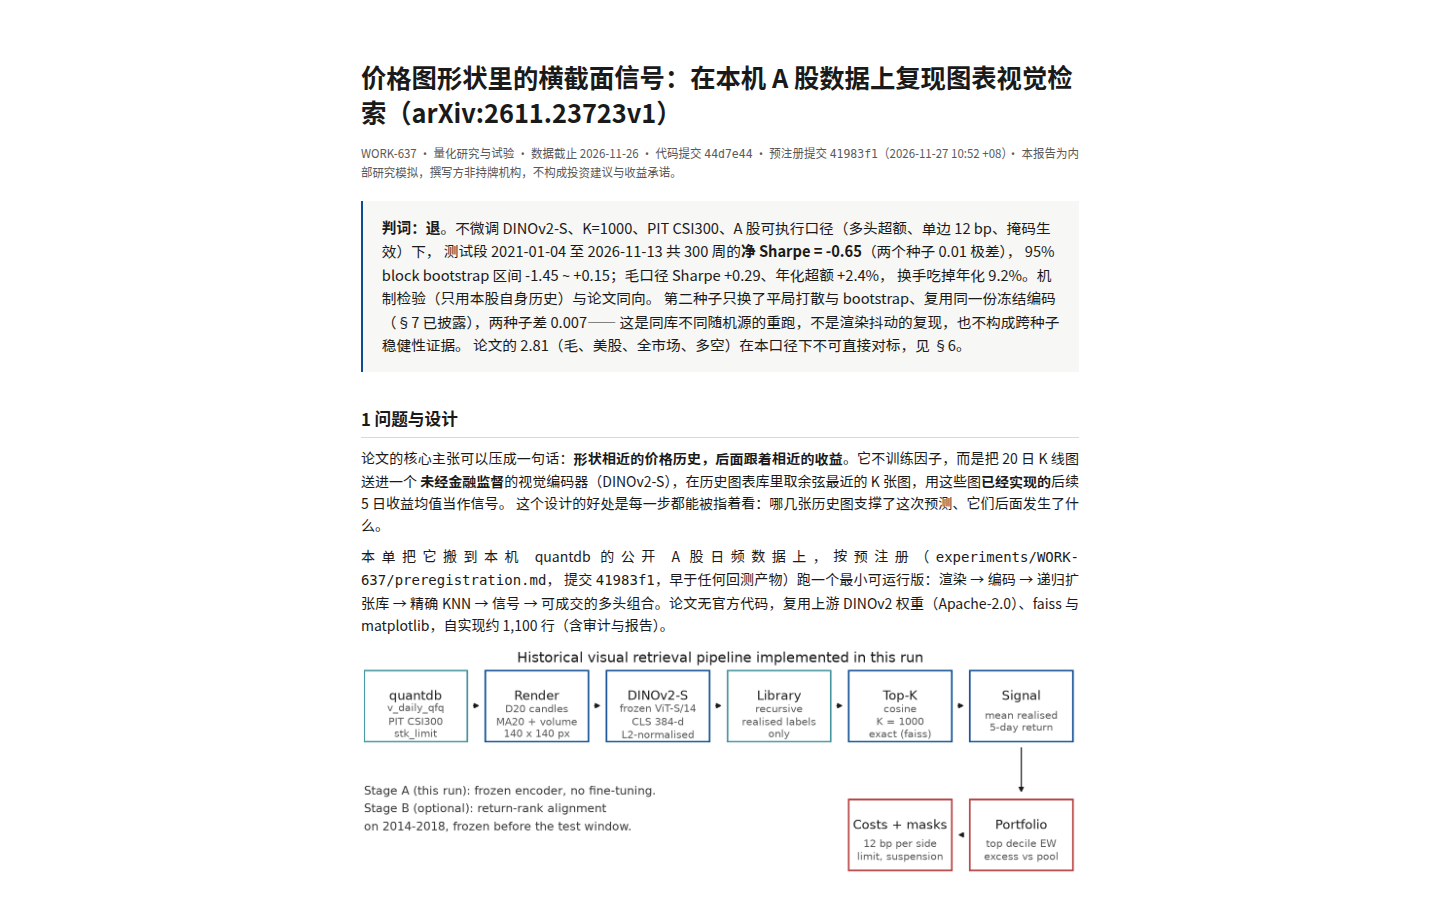 价格图形状里的横截面信号：在本机 A 股数据上复现图表视觉检
索（arXiv:2611.23723v1）
WORK-637 · 量化研究与试验 · 数据截止 2026-11-26 · 代码提交 44d7e44 · 预注册提交 41983f1（2026-11-27 10:52 +08）· 本报告为内
部研究模拟，撰写方非持牌机构，不构成投资建议与收益承诺。
判词：退。不微调 DINOv2-S、K=1000、PIT CSI300、A 股可执行口径（多头超额、单边 12 bp、掩码生
效）下， 测试段 2021-01-04 至 2026-11-13 共 300 周的净 Sharpe = -0.65（两个种子 0.01 极差）， 95%
block bootstrap 区间 -1.45 ~ +0.15；毛口径 Sharpe +0.29、年化超额 +2.4%， 换手吃掉年化 9.2%。机
制检验（只用本股自身历史）与论文同向。 第二种子只换了平局打散与 bootstrap、复用同一份冻结编码
（§7 已披露），两种子差 0.007—— 这是同库不同随机源的重跑，不是渲染抖动的复现，也不构成跨种子
稳健性证据。 论文的 2.81（毛、美股、全市场、多空）在本口径下不可直接对标，见 §6。
1 问题与设计
论文的核心主张可以压成一句话：形状相近的价格历史，后面跟着相近的收益。它不训练因子，而是把 20 日 K 线图
送进一个 未经金融监督的视觉编码器（DINOv2-S），在历史图表库里取余弦最近的 K 张图，用这些图已经实现的后续
5 日收益均值当作信号。 这个设计的好处是每一步都能被指着看：哪几张历史图支撑了这次预测、它们后面发生了什
么。
本单把它搬到本机 quantdb 的公开 A 股日频数据上，按预注册（experiments/WORK-
637/preregistration.md， 提交 41983f1，早于任何回测产物）跑一个最小可运行版：渲染 → 编码 → 递归扩
张库 → 精确 KNN → 信号 → 可成交的多头组合。论文无官方代码，复用上游 DINOv2 权重（Apache-2.0）、faiss 与
matplotlib，自实现约 1,100 行（含审计与报告）。
Historical visual retrieval pipeline implemented in this run
quantdb
v_daily_qfq
PIT CSI300
stk_limit
Render
D20 candles
MA20 + volume
140 x 140 px
DINOv2-S
frozen ViT-S/14
CLS 384-d
L2-normalised
Library
recursive
realised labels
only
Top-K
cosine
K = 1000
exact (faiss)
Signal
mean realised
5-day return
Stage A (this run): frozen encoder, no fine-tuning.
Stage B (optional): return-rank alignment
on 2014-2018, frozen before the test window.
Costs + masks
12 bp per side
limit, suspension
Portfolio
top decile EW
excess vs pool